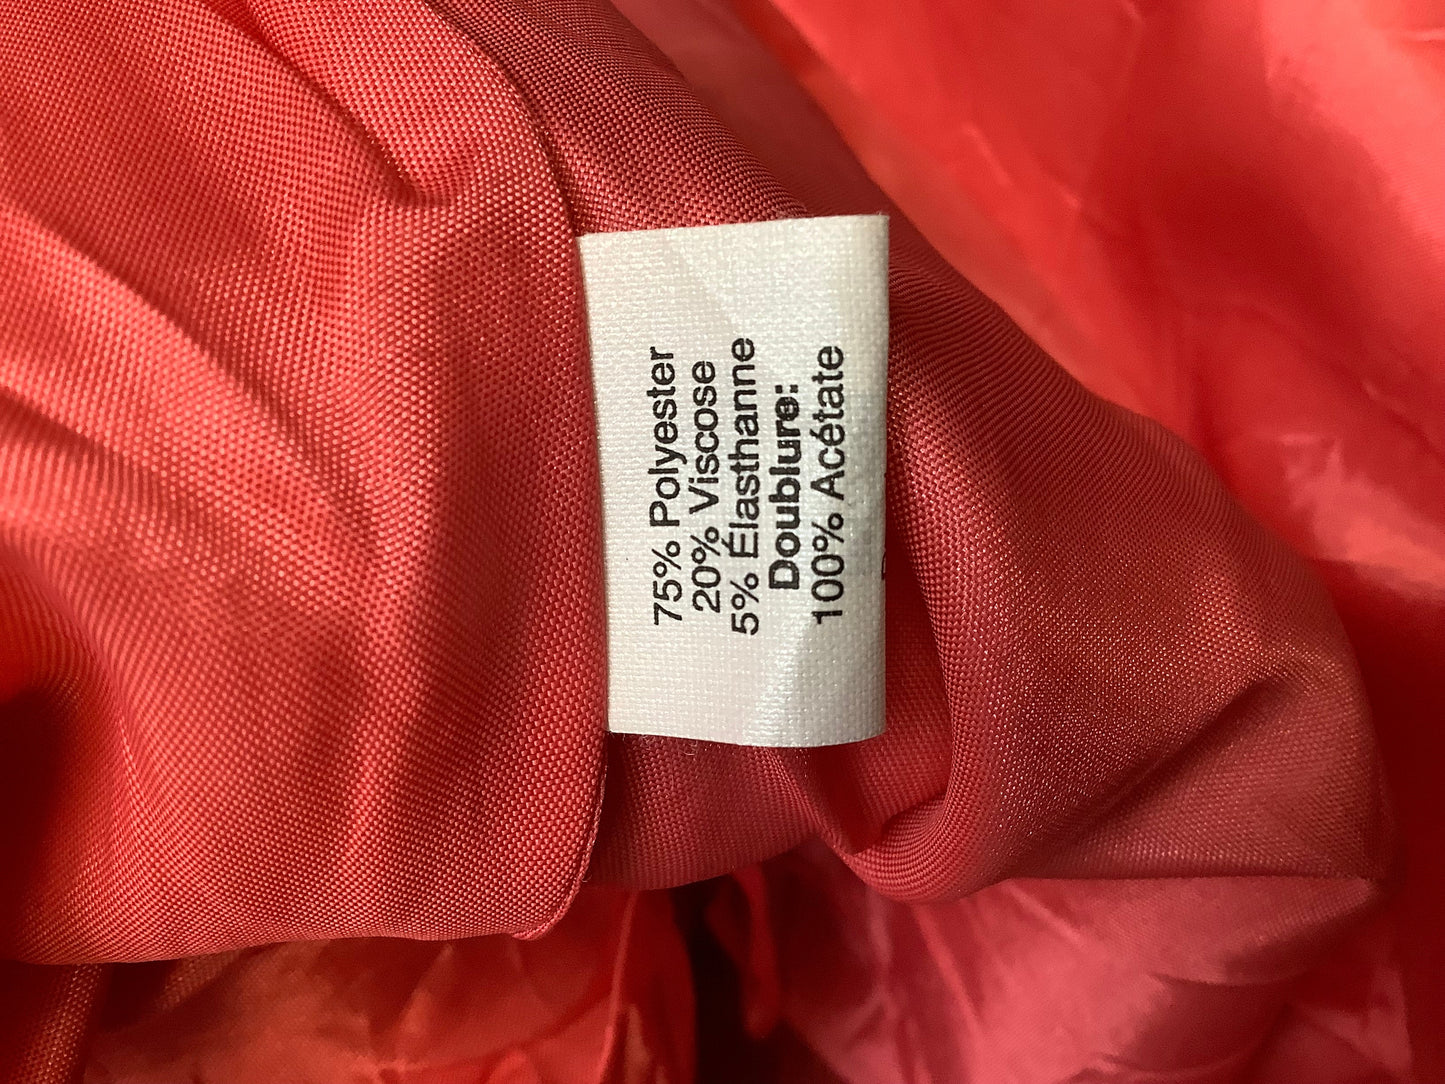 75% Polyester
20% Viscose
5% Élasthanne
Doublure:
100% Acétate